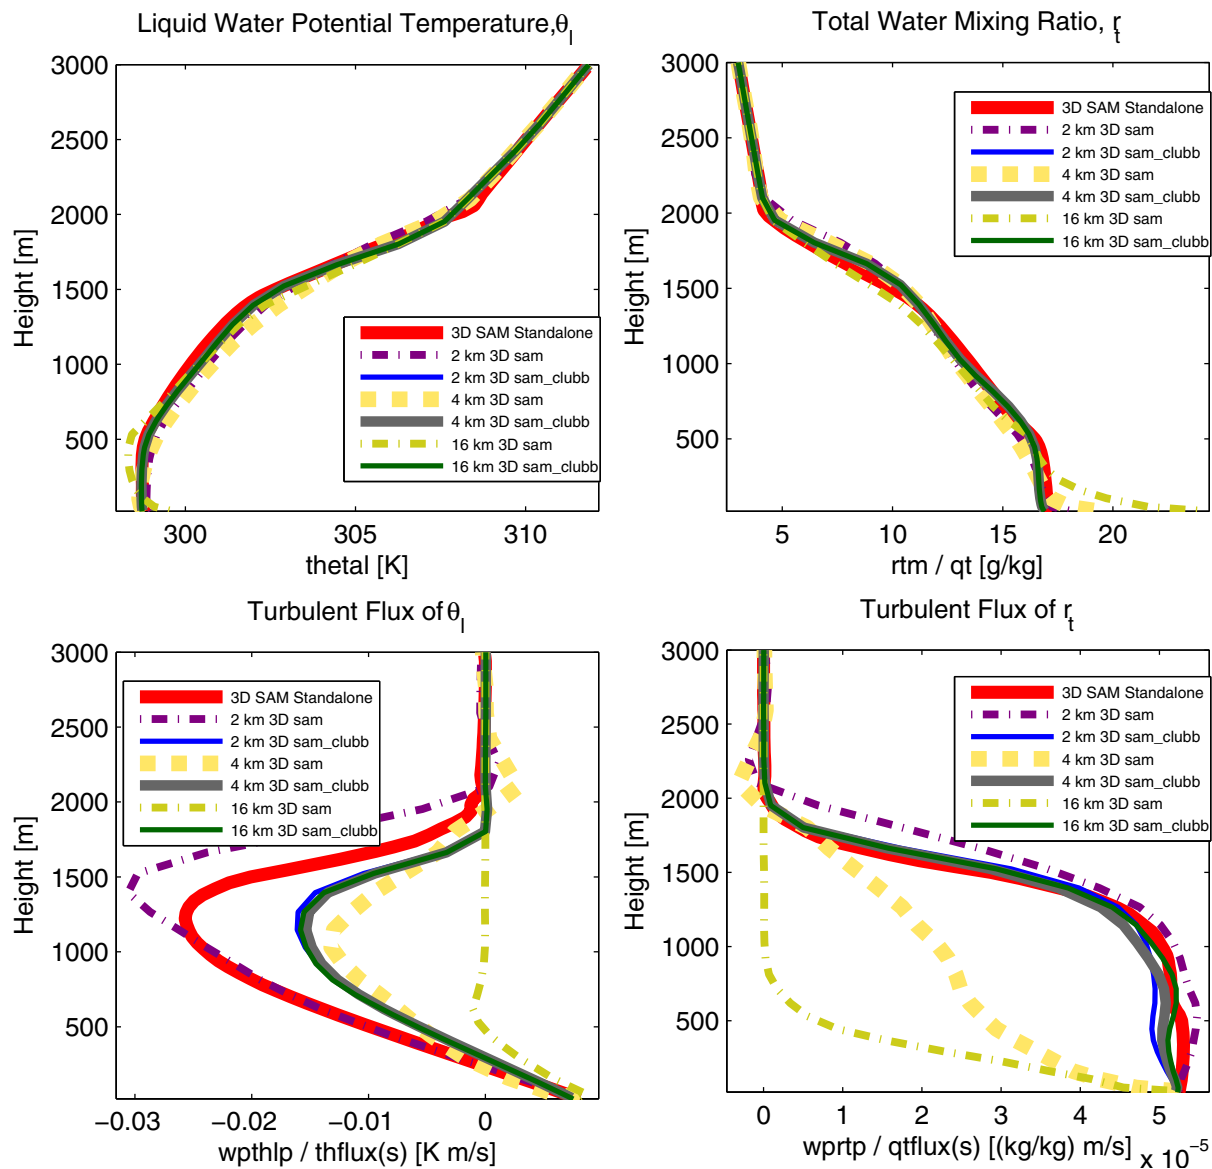 Liquid Water Potential Temperature,θl
3000
2500
2000
1500
1000
500
Height [m]
3D SAM Standalone
2 km 3D sam
2 km 3D sam_clubb
4 km 3D sam
4 km 3D sam_clubb
16 km 3D sam
16 km 3D sam_clubb
300 305 310
thetal [K]
Total Water Mixing Ratio, rt
3000
2500
2000
1500
1000
500
Height [m]
3D SAM Standalone
2 km 3D sam
2 km 3D sam_clubb
4 km 3D sam
4 km 3D sam_clubb
16 km 3D sam
16 km 3D sam_clubb
5 10 15 20
rtm / qt [g/kg]
Turbulent Flux of θl
3000
2500
2000
1500
1000
500
Height [m]
3D SAM Standalone
2 km 3D sam
2 km 3D sam_clubb
4 km 3D sam
4 km 3D sam_clubb
16 km 3D sam
16 km 3D sam_clubb
−0.03 −0.02 −0.01 0
wpthlp / thflux(s) [K m/s]
Turbulent Flux of rt
3000
2500
2000
1500
1000
500
Height [m]
3D SAM Standalone
2 km 3D sam
2 km 3D sam_clubb
4 km 3D sam
4 km 3D sam_clubb
16 km 3D sam
16 km 3D sam_clubb
0 1 2 3 4 5
wprtp / qtflux(s) [(kg/kg) m/s] x 10⁻⁵